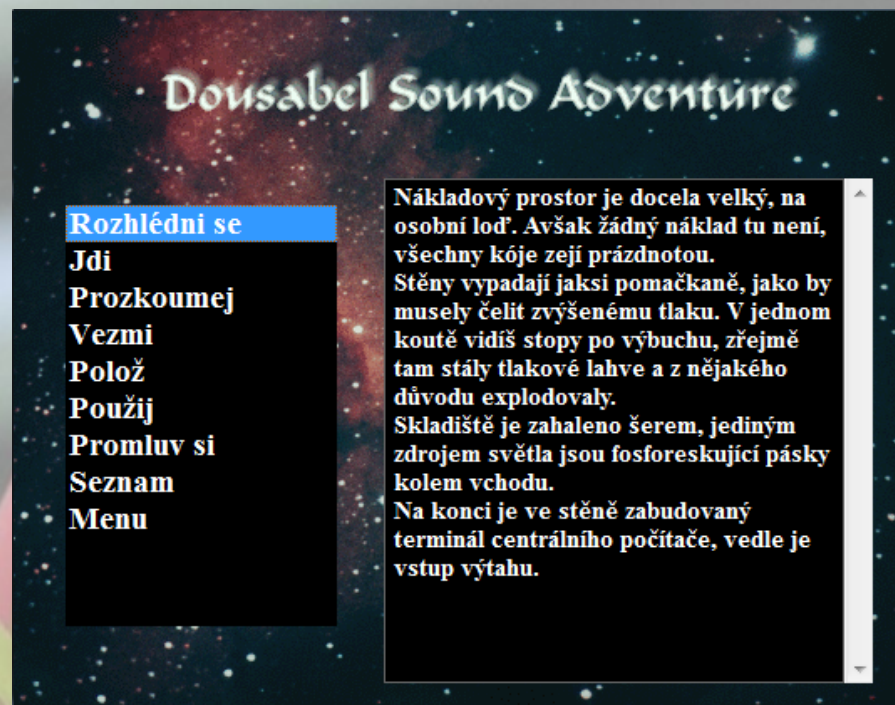 Dousabel Sound Adventure
Rozhlédni se
Jdi
Prozkoumej
Vezmi
Polož
Použij
Promluv si
Seznam
Menu
Nákladový prostor je docela velký, na
osobní loď. Avšak žádný náklad tu není,
všechny kóje zejí prázdnotou.
Stěny vypadají jaksi pomačkaně, jako by
musely čelit zvýšenému tlaku. V jednom
koutě vidíš stopy po výbuchu, zřejmě
tam stály tlakové lahve a z nějakého
důvodu explodovaly.
Skladiště je zahaleno šerem, jediným
zdrojem světla jsou fosforeskující pásky
kolem vchodu.
Na konci je ve stěně zabudovaný
terminál centrálního počítače, vedle je
vstup výtahu.